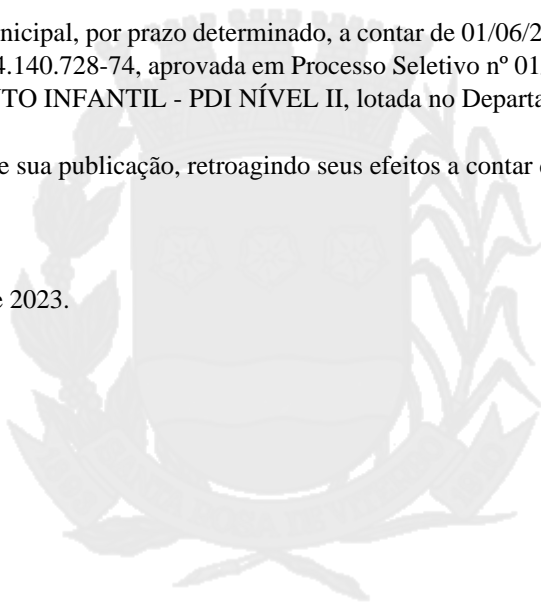 nicipal, por prazo determinado, a contar de 01/06/2
4.140.728-74, aprovada em Processo Seletivo nº 01
TO INFANTIL - PDI NÍVEL II, lotada no Departa
e sua publicação, retroagindo seus efeitos a contar
e 2023.